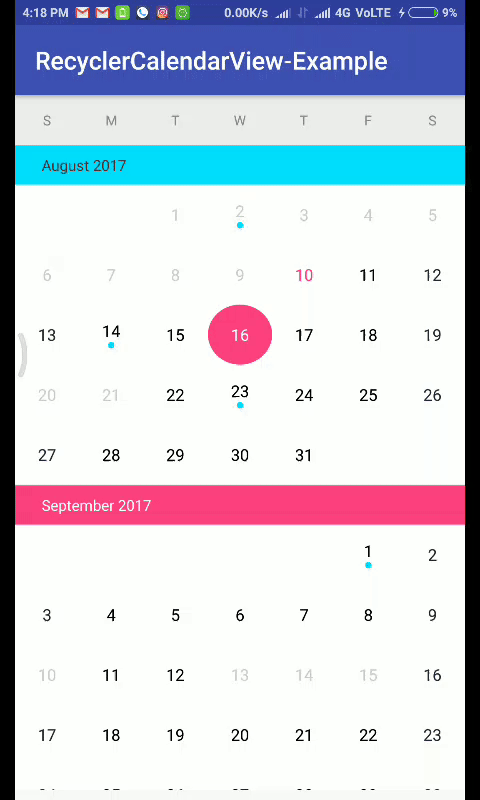 4:18 PM 0.00K/s 4G VoLTE 9%
RecyclerCalendarView-Example
S M T W T F S
August 2017
1 2 3 4 5
6 7 8 9 10 11 12
13 14 15 16 17 18 19
20 21 22 23 24 25 26
27 28 29 30 31
September 2017
1 2
3 4 5 6 7 8 9
10 11 12 13 14 15 16
17 18 19 20 21 22 23